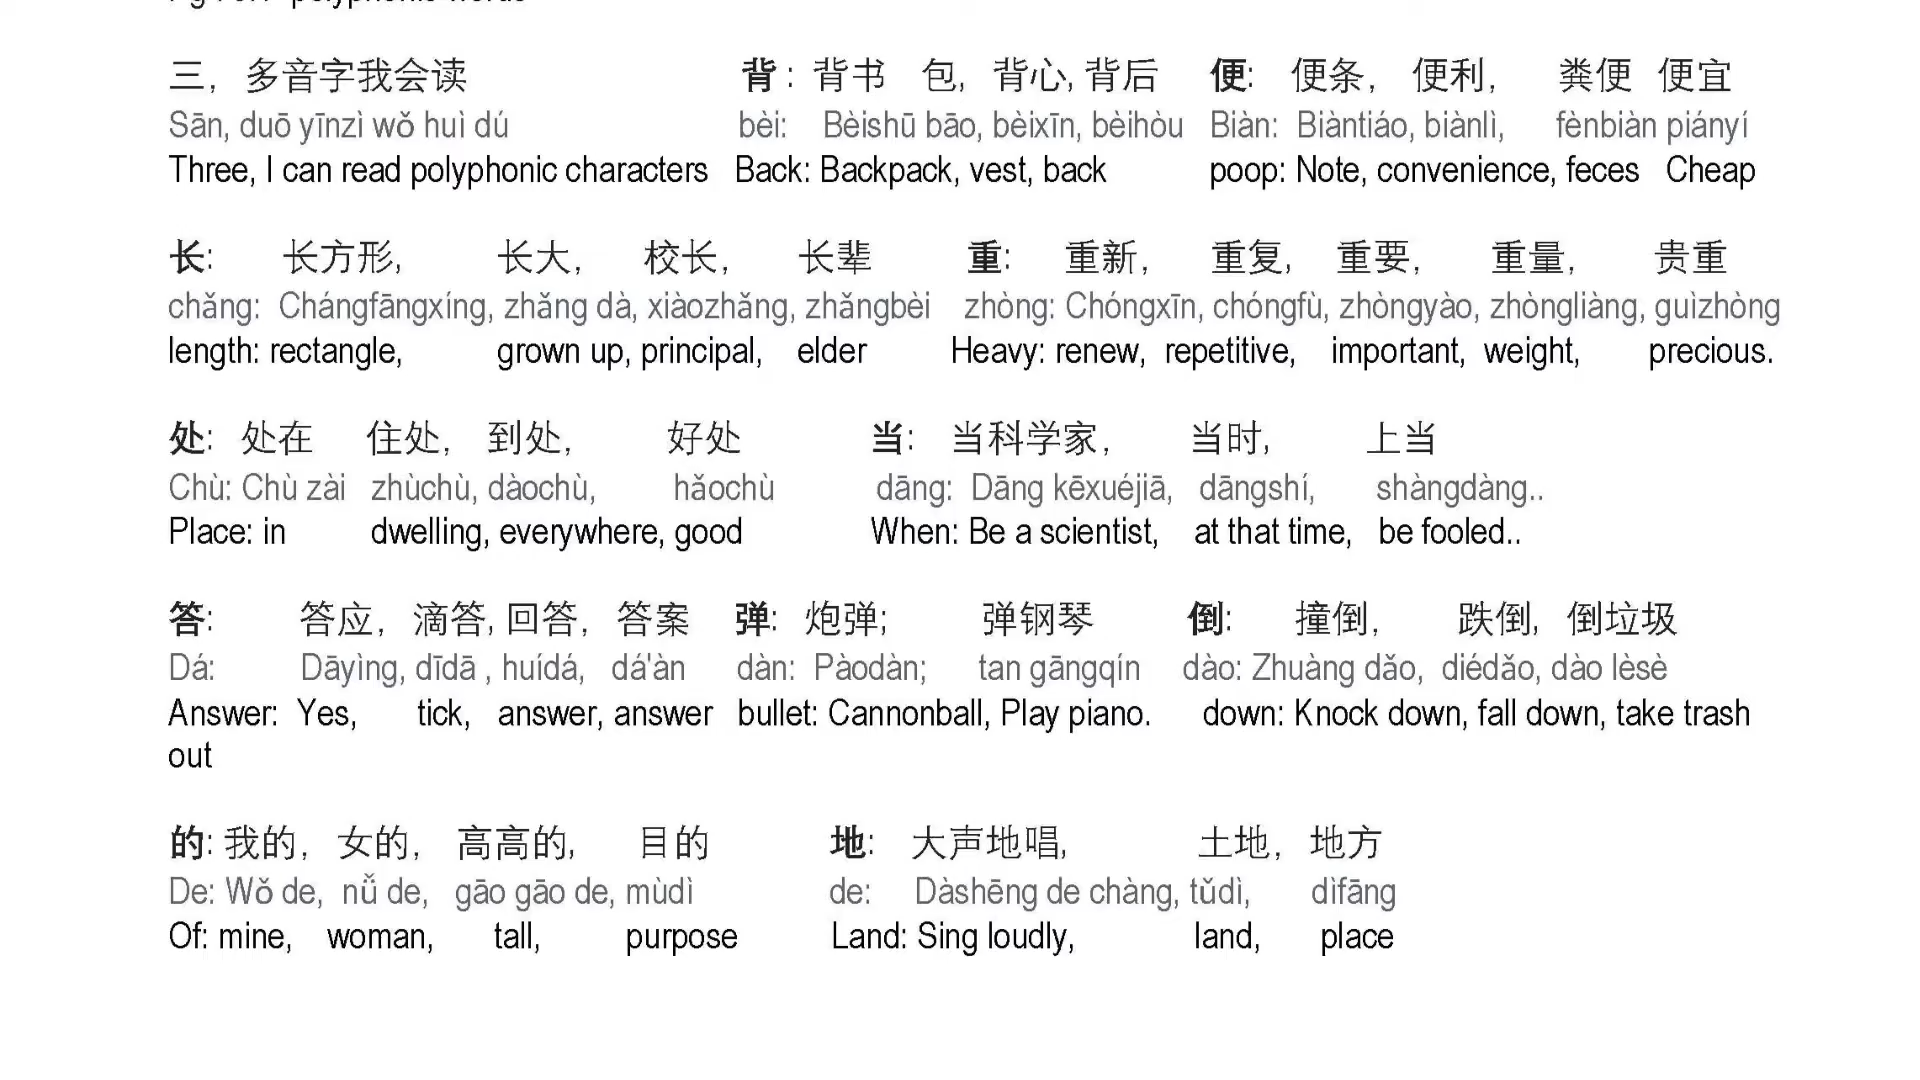 三，多音字我会读 背：背书 包, 背心, 背后 便: 便条， 便利， 粪便 便宜
Sān, duō yīnzì wǒ huì dú bèi: Bèishū bāo, bèixīn, bèihòu Biàn: Biàntiáo, biànlì, fènbiàn piányí
Three, I can read polyphonic characters Back: Backpack, vest, back poop: Note, convenience, feces Cheap
长: 长方形, 长大， 校长， 长辈 重: 重新， 重复, 重要， 重量， 贵重
chǎng: Chángfāngxíng, zhǎng dà, xiàozhǎng, zhǎngbèi zhòng: Chóngxīn, chóngfù, zhòngyào, zhòngliàng, guìzhòng
length: rectangle, grown up, principal, elder Heavy: renew, repetitive, important, weight, precious.
处: 处在 住处， 到处, 好处 当: 当科学家， 当时, 上当
Chù: Chù zài zhùchù, dàochù, hǎochù dāng: Dāng kēxuéjiā, dāngshí, shàngdàng..
Place: in dwelling, everywhere, good When: Be a scientist, at that time, be fooled..
答: 答应， 滴答, 回答， 答案 弹: 炮弹; 弹钢琴 倒: 撞倒， 跌倒, 倒垃圾
Dá: Dāyìng, dīdā , huídá, dá'àn dàn: Pàodàn; tan gāngqín dào: Zhuàng dǎo, diédǎo, dào lèsè
Answer: Yes, tick, answer, answer bullet: Cannonball, Play piano. down: Knock down, fall down, take trash
out
的: 我的， 女的， 高高的, 目的 地: 大声地唱, 土地， 地方
De: Wǒ de, nǚ de, gāo gāo de, mùdì de: Dàshēng de chàng, tǔdì, dìfāng
Of: mine, woman, tall, purpose Land: Sing loudly, land, place